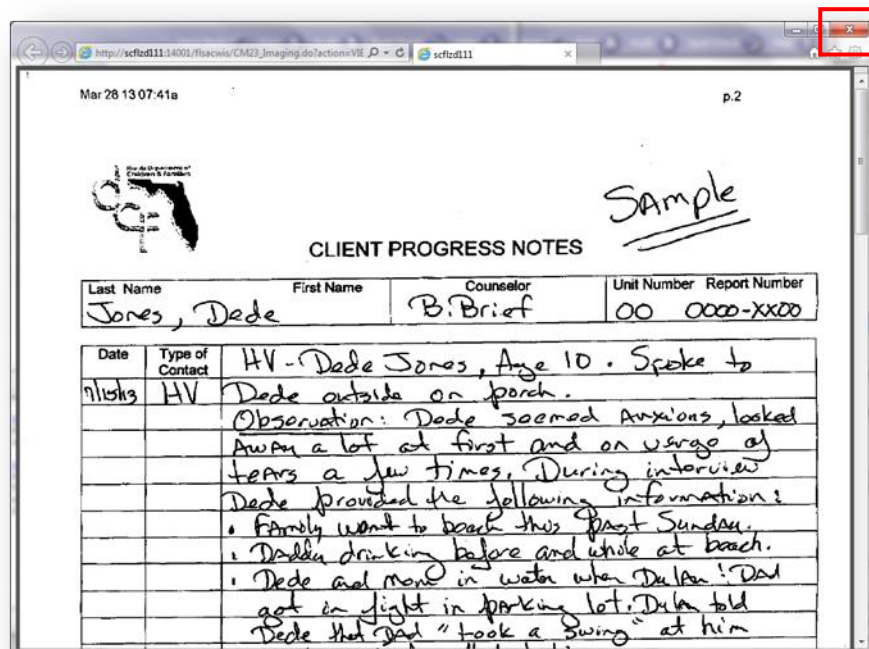 http://scflzd111:14001/flsacwis/CM23_Imaging.do?action=VIE
scflzd111
Mar 28 13 07:41a
p.2
Florida Department of
Children & Families
SAmple
CLIENT PROGRESS NOTES
Last Name First Name Counselor Unit Number Report Number
Jones, Dede B. Brief 00 0000-XX00
Date Type of Contact
7/15/13 HV
HV - Dede Jones, Age 10. Spoke to
Dede outside on porch.
Observation: Dede seemed Anxious, looked
AwAy a lot at first and on verge of
teArs a few times. During interview
Dede provided the following information:
• FAmily went to beach this past Sunday.
• DAddy drinking before and while at beach.
• Dede and mom in water when DylAn & DAd
got in fight in pArking lot. Dylan told
Dede that DAD "took a swing" at him